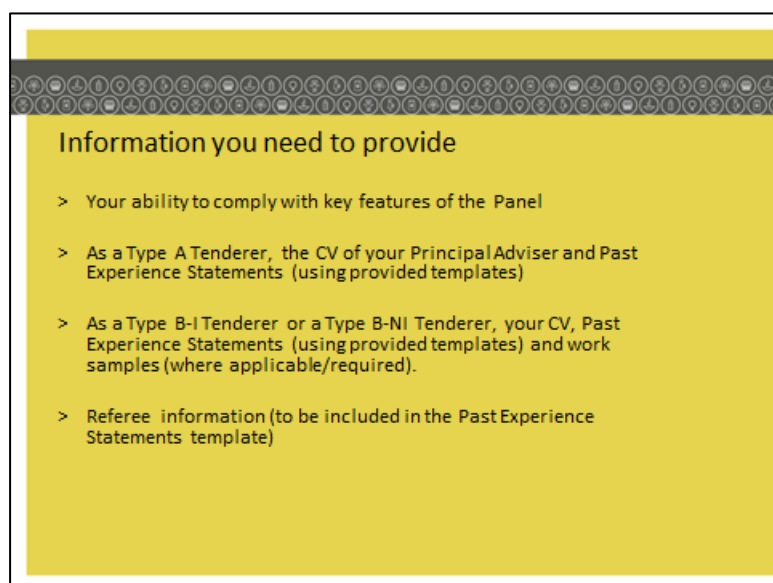 Information you need to provide
> Your ability to comply with key features of the Panel
> As a Type A Tenderer, the CV of your Principal Adviser and Past
Experience Statements (using provided templates)
> As a Type B-I Tenderer or a Type B-NI Tenderer, your CV, Past
Experience Statements (using provided templates) and work
samples (where applicable/required).
> Referee information (to be included in the Past Experience
Statements template)